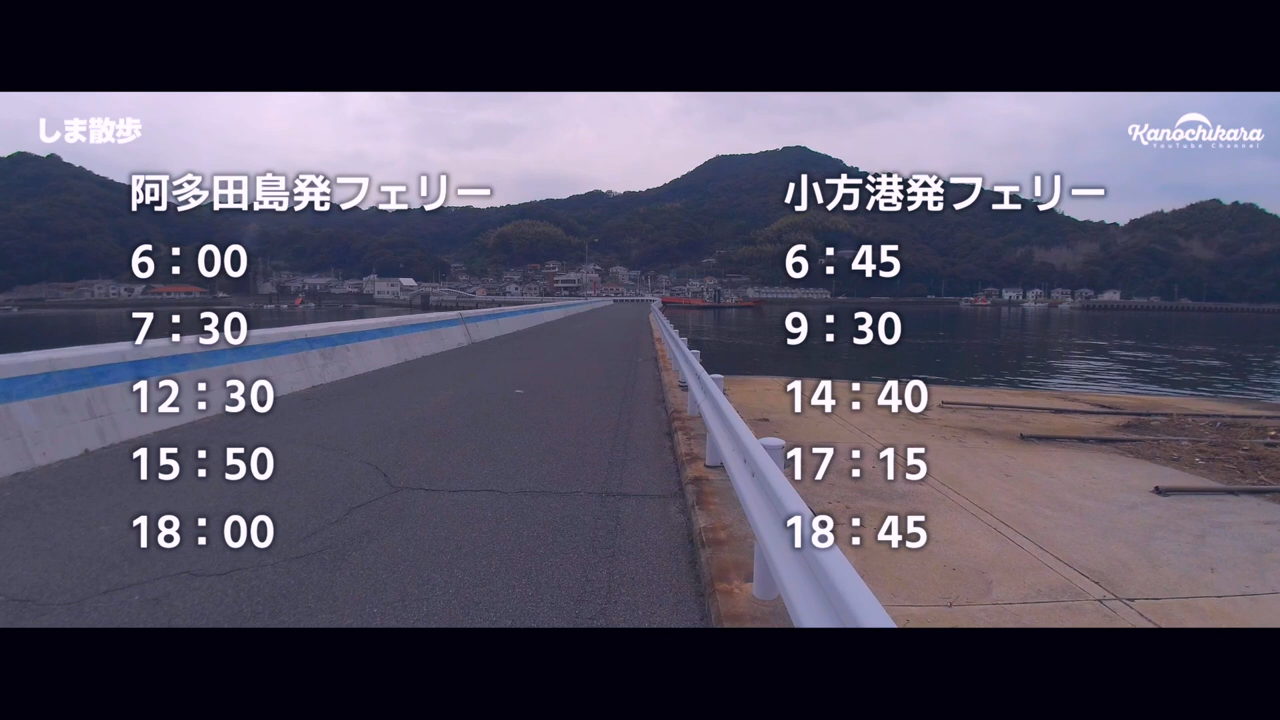 しま散歩
Kanochikara
YouTube Channel
阿多田島発フェリー
6：00
7：30
12：30
15：50
18：00
小方港発フェリー
6：45
9：30
14：40
17：15
18：45